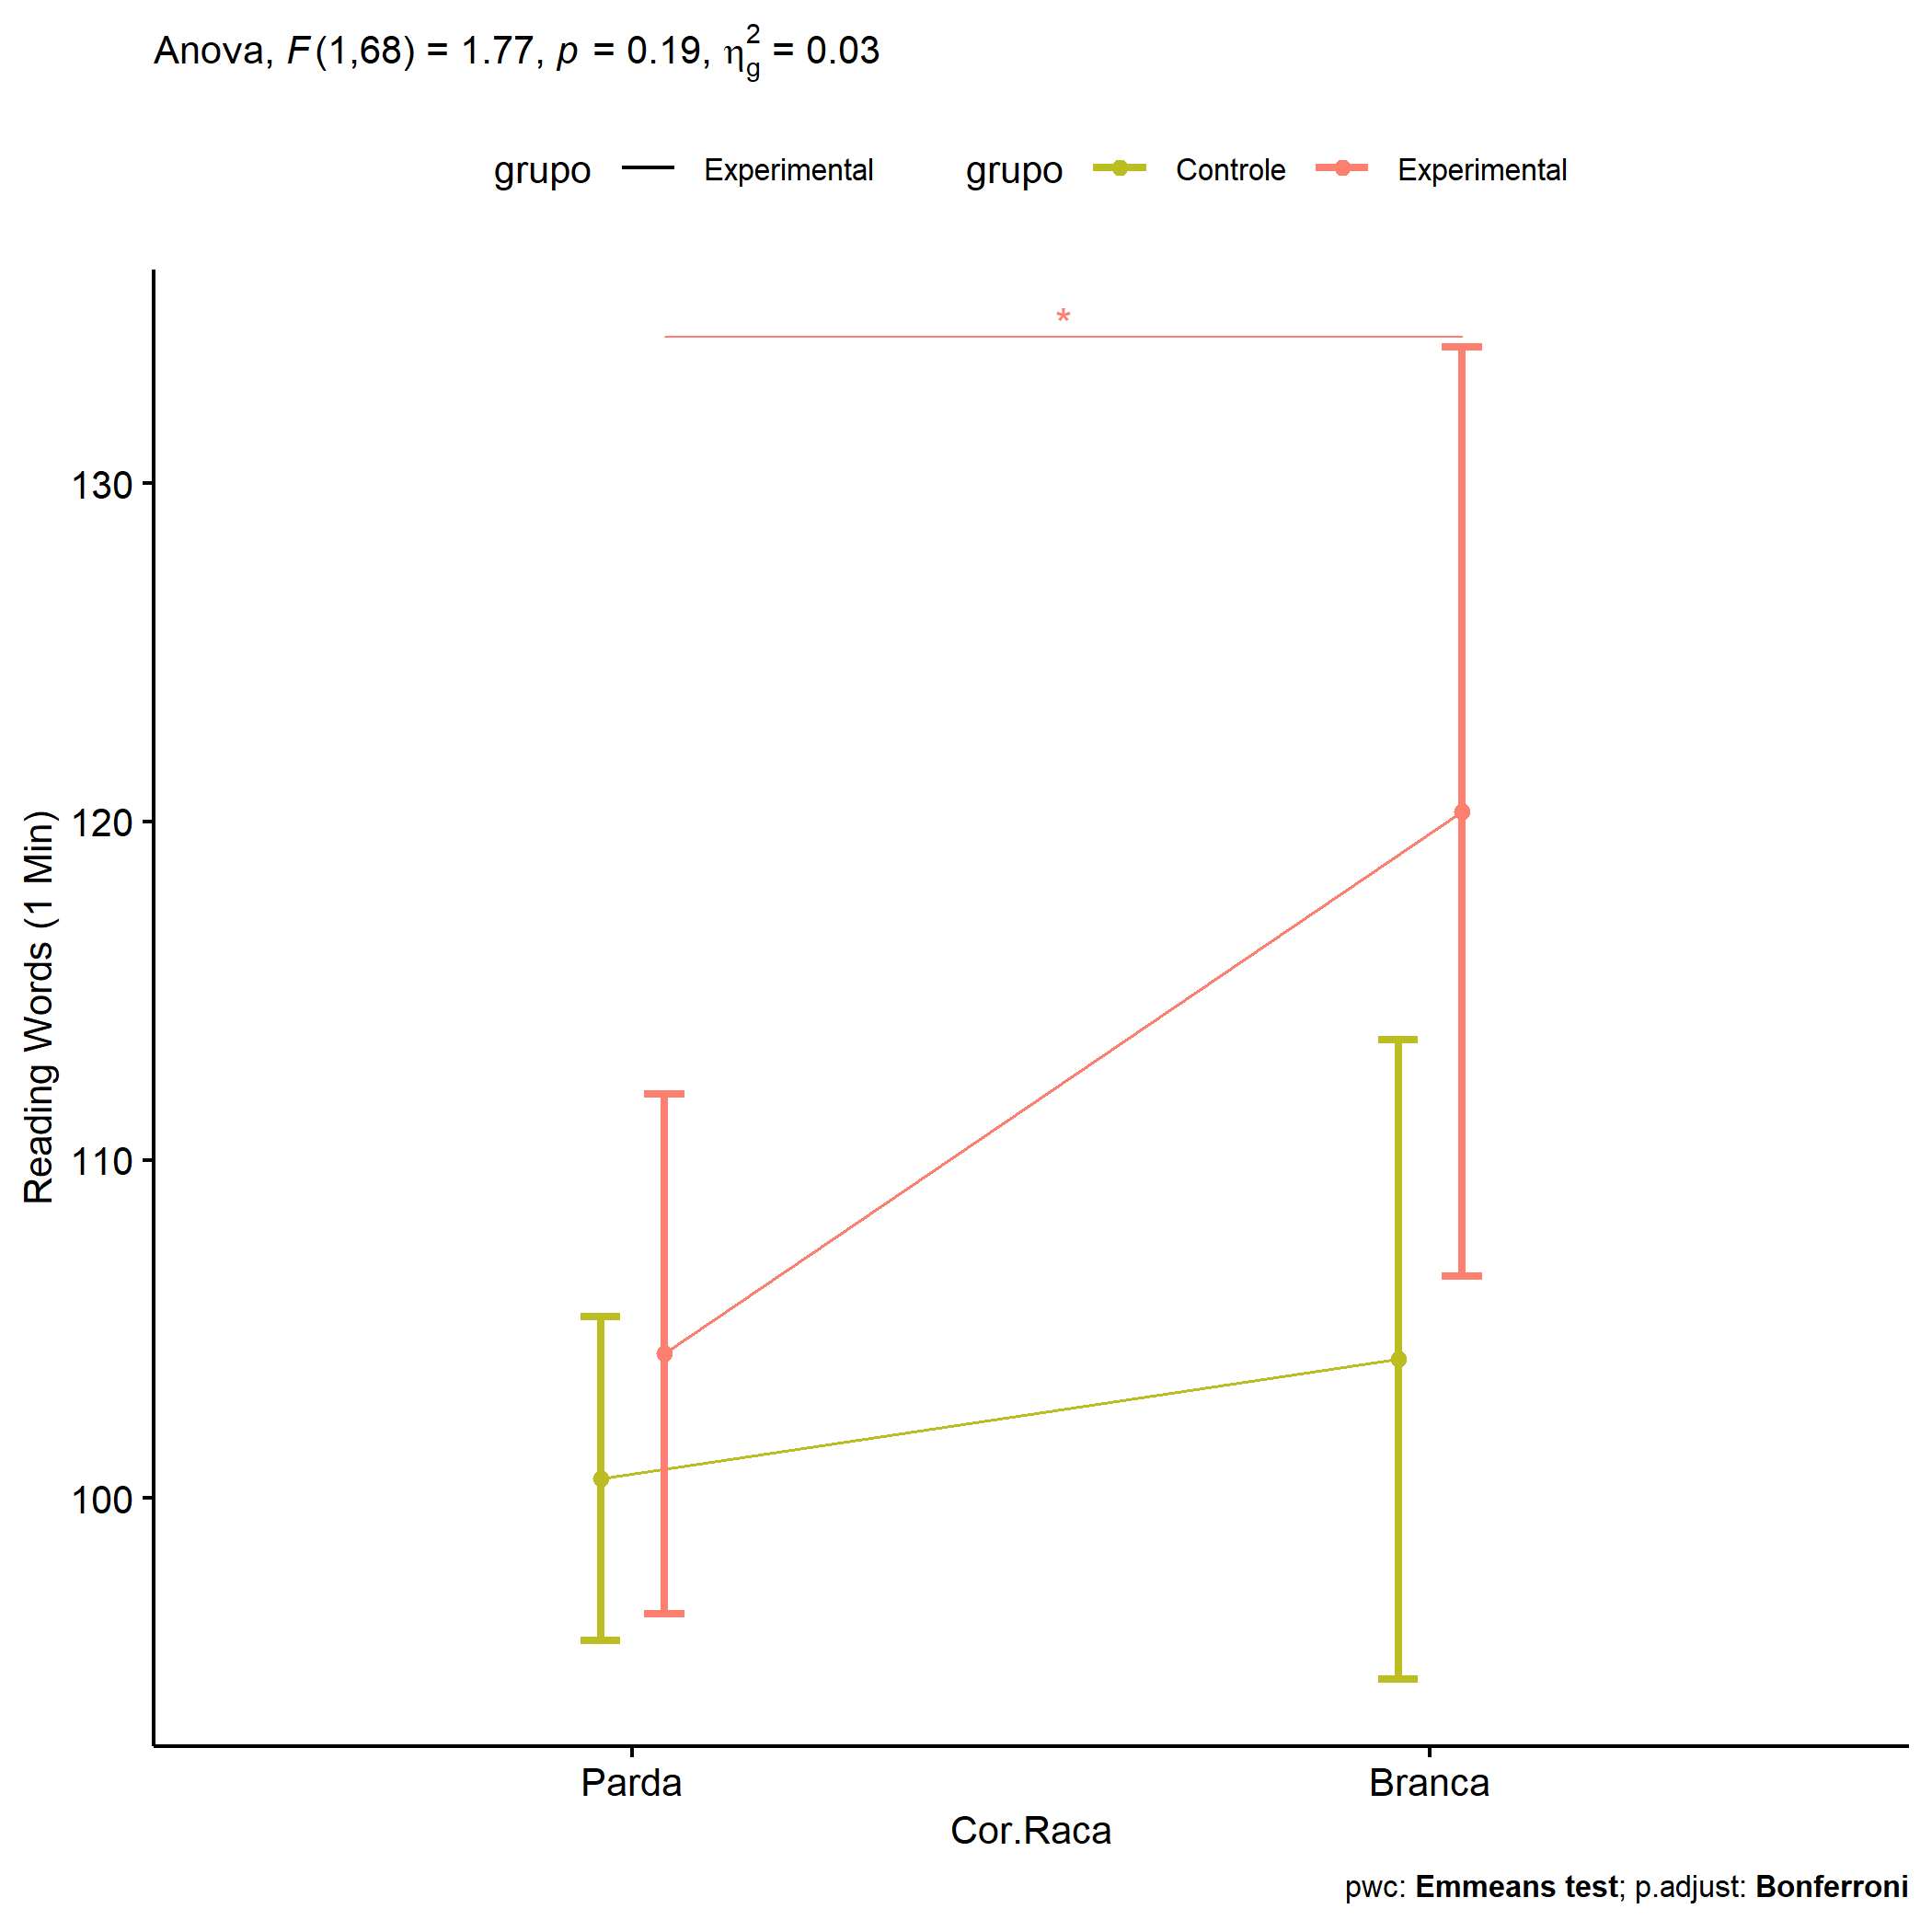 Anova, F(1,68) = 1.77, p = 0.19, η²g = 0.03
grupo Experimental grupo Controle Experimental
*
130
120
110
100
Reading Words (1 Min)
Parda Branca
Cor.Raca
pwc: Emmeans test; p.adjust: Bonferroni